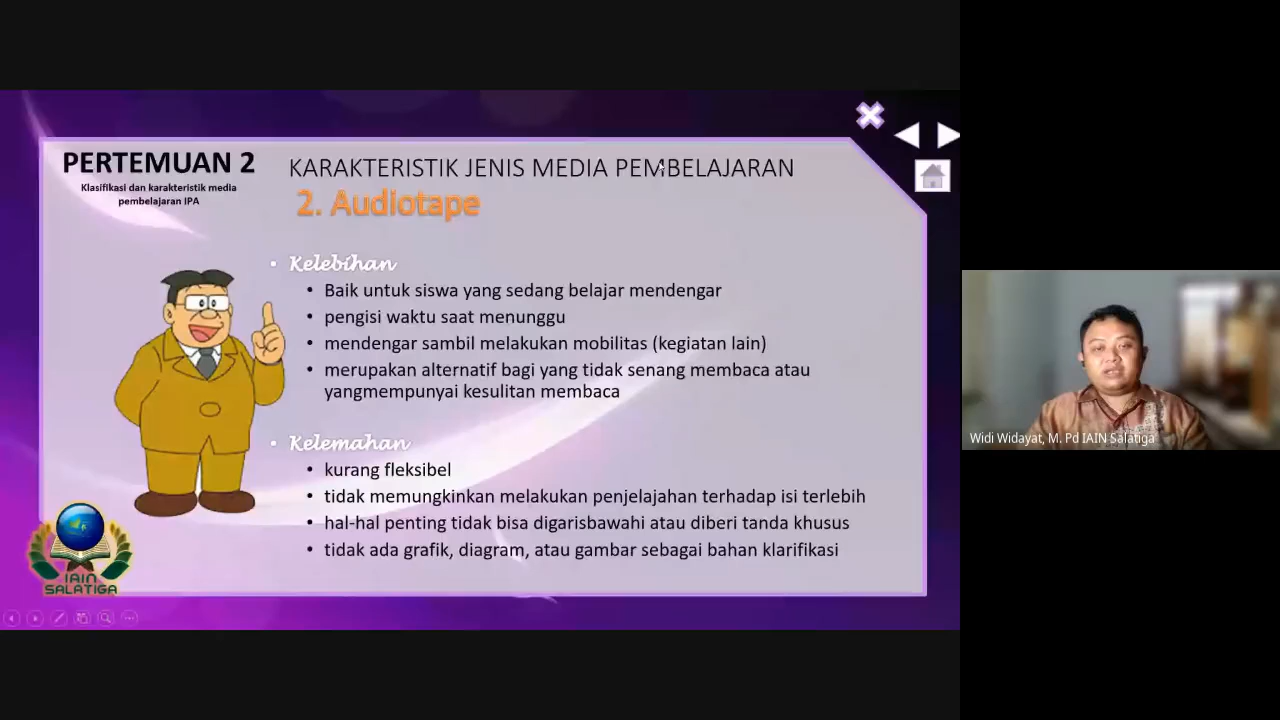 PERTEMUAN 2
Klasifikasi dan karakteristik media
pembelajaran IPA
KARAKTERISTIK JENIS MEDIA PEMBELAJARAN
2. Audiotape
• Kelebihan
• Baik untuk siswa yang sedang belajar mendengar
• pengisi waktu saat menunggu
• mendengar sambil melakukan mobilitas (kegiatan lain)
• merupakan alternatif bagi yang tidak senang membaca atau
yangmempunyai kesulitan membaca
• Kelemahan
• kurang fleksibel
• tidak memungkinkan melakukan penjelajahan terhadap isi terlebih
• hal-hal penting tidak bisa digarisbawahi atau diberi tanda khusus
• tidak ada grafik, diagram, atau gambar sebagai bahan klarifikasi
IAIN
SALATIGA
Widi Widayat, M. Pd IAIN Salatiga